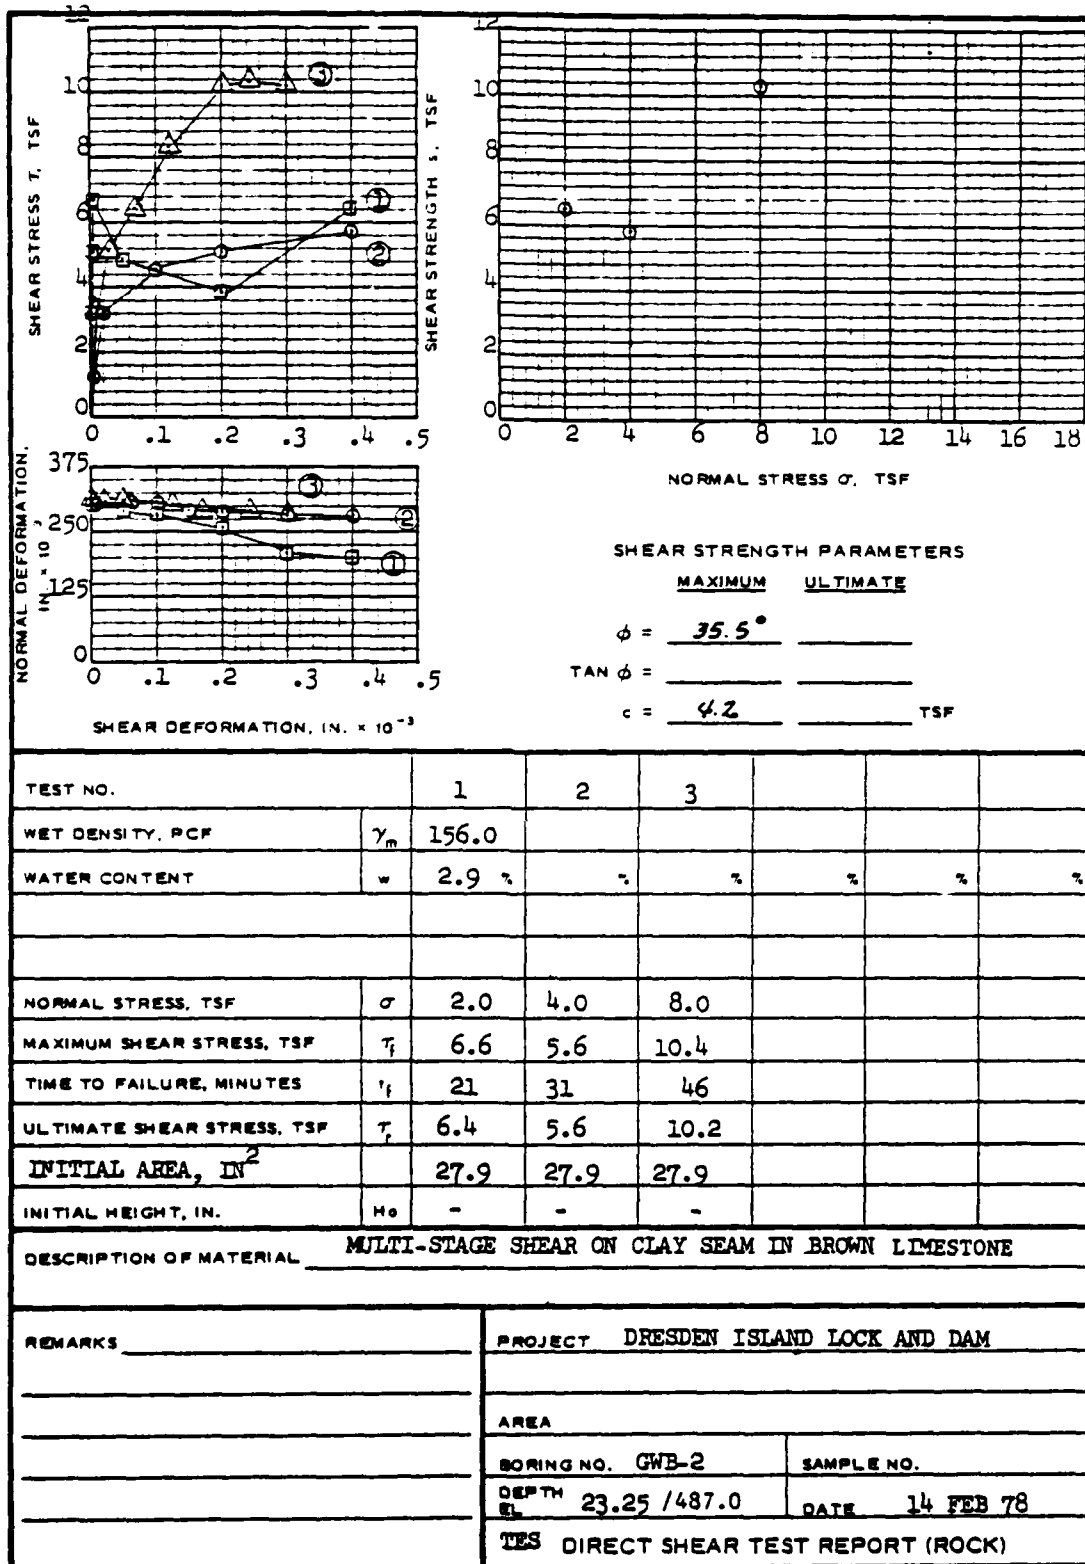 12
10
8
6
4
2
0
SHEAR STRESS T, TSF
0 .1 .2 .3 .4 .5
③
①
②
12
10
8
6
4
2
0
SHEAR STRENGTH s, TSF
0 2 4 8 10 12 14 16 18
NORMAL STRESS σ, TSF
375
250
125
0
NORMAL DEFORMATION,
IN. × 10
③
②
①
0 .1 .2 .3 .4 .5
SHEAR DEFORMATION, IN. × 10⁻³
SHEAR STRENGTH PARAMETERS
MAXIMUM ULTIMATE
ϕ = 35.5°
TAN ϕ =
c = 4.2 TSF
TEST NO. 1 2 3
WET DENSITY, PCF γm 156.0
WATER CONTENT w 2.9 % % % % % %
NORMAL STRESS, TSF σ 2.0 4.0 8.0
MAXIMUM SHEAR STRESS, TSF τf 6.6 5.6 10.4
TIME TO FAILURE, MINUTES tf 21 31 46
ULTIMATE SHEAR STRESS, TSF τr 6.4 5.6 10.2
INITIAL AREA, IN² 27.9 27.9 27.9
INITIAL HEIGHT, IN. Ho - - -
DESCRIPTION OF MATERIAL MULTI-STAGE SHEAR ON CLAY SEAM IN BROWN LIMESTONE
REMARKS
PROJECT DRESDEN ISLAND LOCK AND DAM
AREA
BORING NO. GWB-2 SAMPLE NO.
DEPTH
EL 23.25 /487.0 DATE 14 FEB 78
TES DIRECT SHEAR TEST REPORT (ROCK)